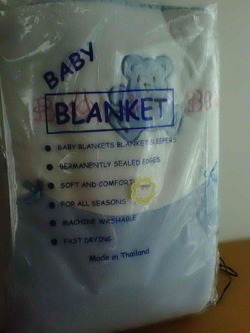 BABY
BLANKET
BABY BLANKETS BLANKET SLEEPERS
PERMANENTLY SEALED EDGES
SOFT AND COMFORT
FOR ALL SEASONS
MACHINE WASHABLE
FAST DRYING
Made in Thailand